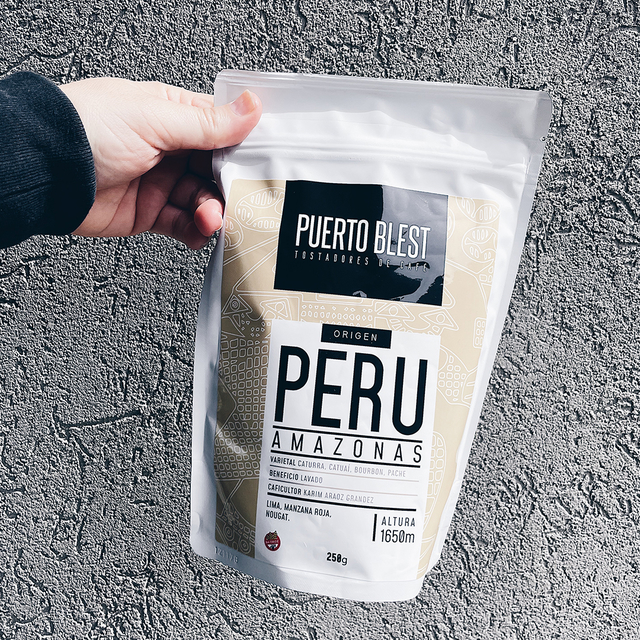 PUERTO BLEST
TOSTADORES DE CAFÉ
ORIGEN
PERU
AMAZONAS
VARIETAL CATURRA, CATUAÍ, BOURBON, PACHE
BENEFICIO LAVADO
CAFICULTOR KARIM ARAOZ GRANDEZ
LIMA, MANZANA ROJA,
NOUGAT.
ALTURA
1650m
250g